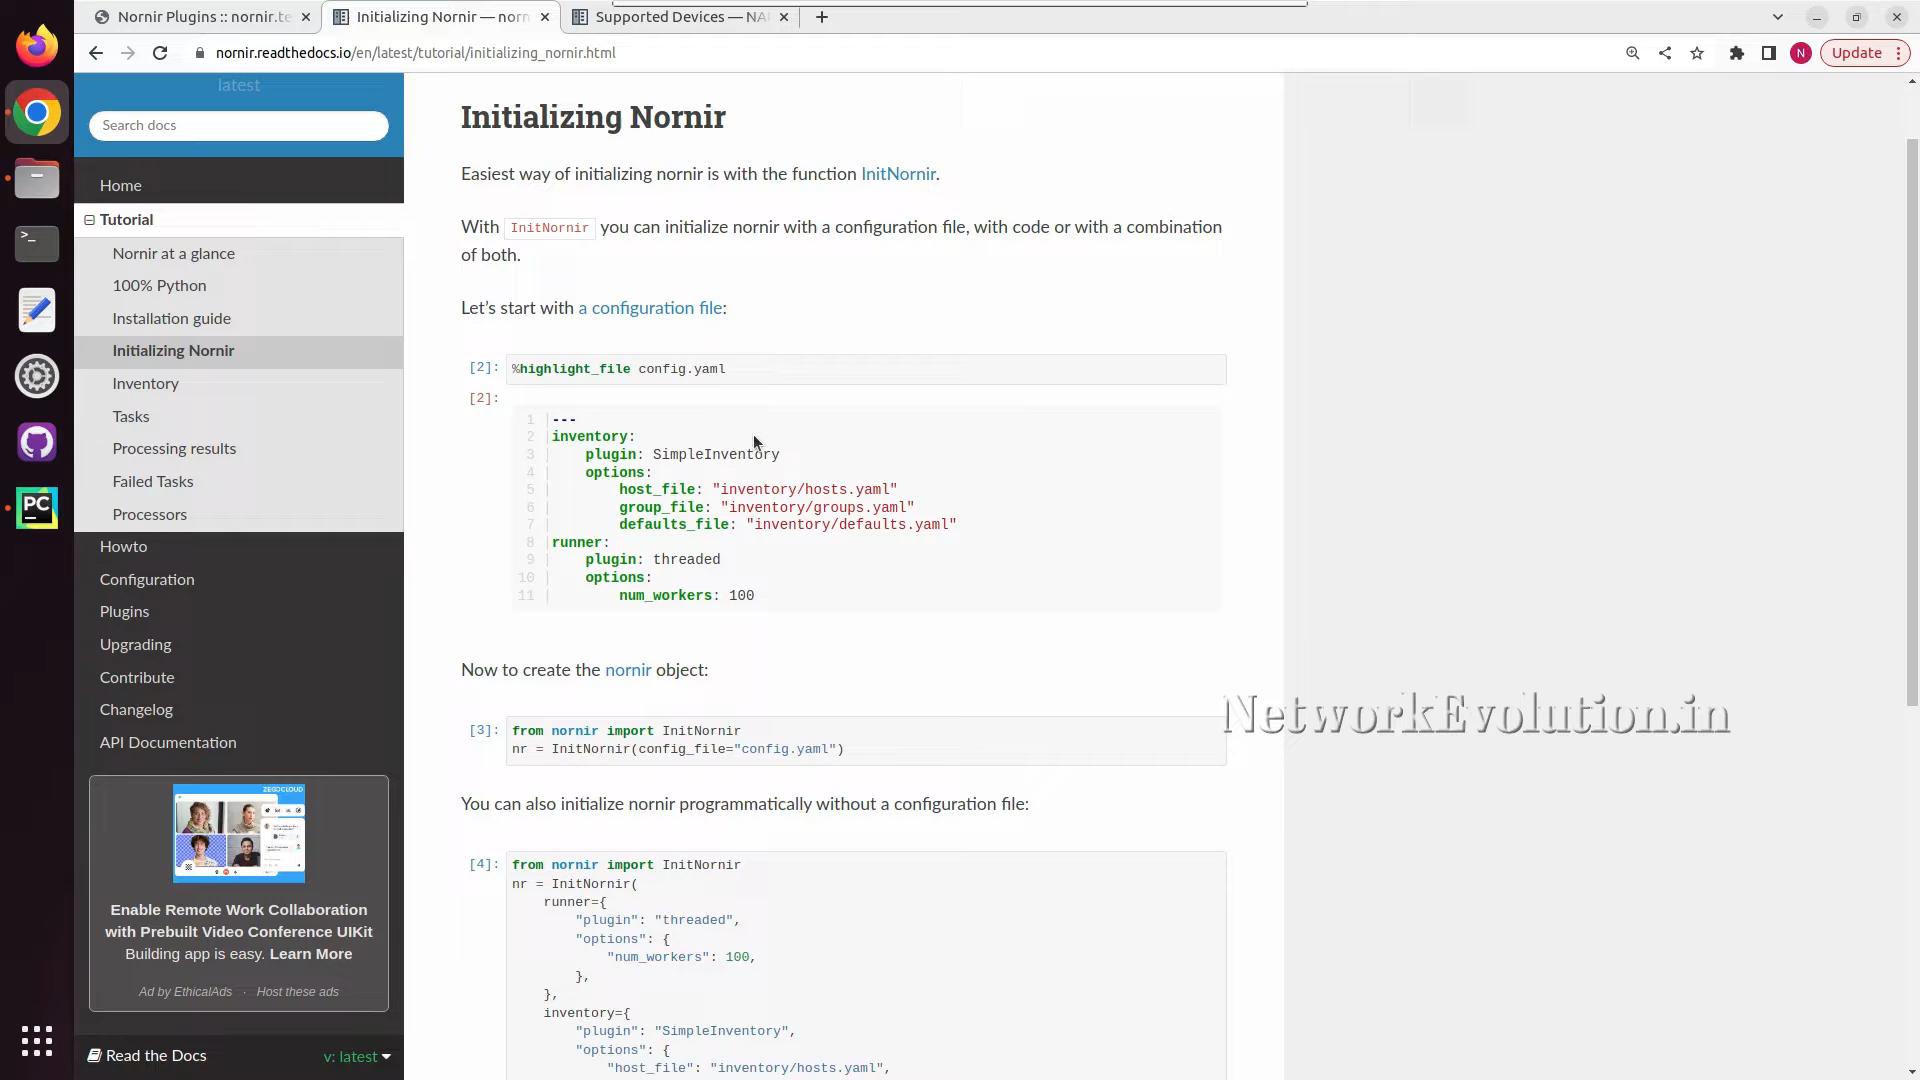 Nornir Plugins :: nornir.te
Initializing Nornir — norn
Supported Devices — NA
nornir.readthedocs.io/en/latest/tutorial/initializing_nornir.html
N
Update
latest
Search docs
Home
Tutorial
Nornir at a glance
100% Python
Installation guide
Initializing Nornir
Inventory
Tasks
Processing results
Failed Tasks
Processors
Howto
Configuration
Plugins
Upgrading
Contribute
Changelog
API Documentation
ZEGOCLOUD
Enable Remote Work Collaboration
with Prebuilt Video Conference UIKit
Building app is easy. Learn More
Ad by EthicalAds · Host these ads
Read the Docs
v: latest
PC
Initializing Nornir
Easiest way of initializing nornir is with the function InitNornir.
With InitNornir you can initialize nornir with a configuration file, with code or with a combination
of both.
Let's start with a configuration file:
[2]: %highlight_file config.yaml
[2]:
1 ---
2 inventory:
3 plugin: SimpleInventory
4 options:
5 host_file: "inventory/hosts.yaml"
6 group_file: "inventory/groups.yaml"
7 defaults_file: "inventory/defaults.yaml"
8 runner:
9 plugin: threaded
10 options:
11 num_workers: 100
Now to create the nornir object:
[3]: from nornir import InitNornir
nr = InitNornir(config_file="config.yaml")
You can also initialize nornir programmatically without a configuration file:
[4]: from nornir import InitNornir
nr = InitNornir(
runner={
"plugin": "threaded",
"options": {
"num_workers": 100,
},
},
inventory={
"plugin": "SimpleInventory",
"options": {
"host_file": "inventory/hosts.yaml",
NetworkEvolution.in